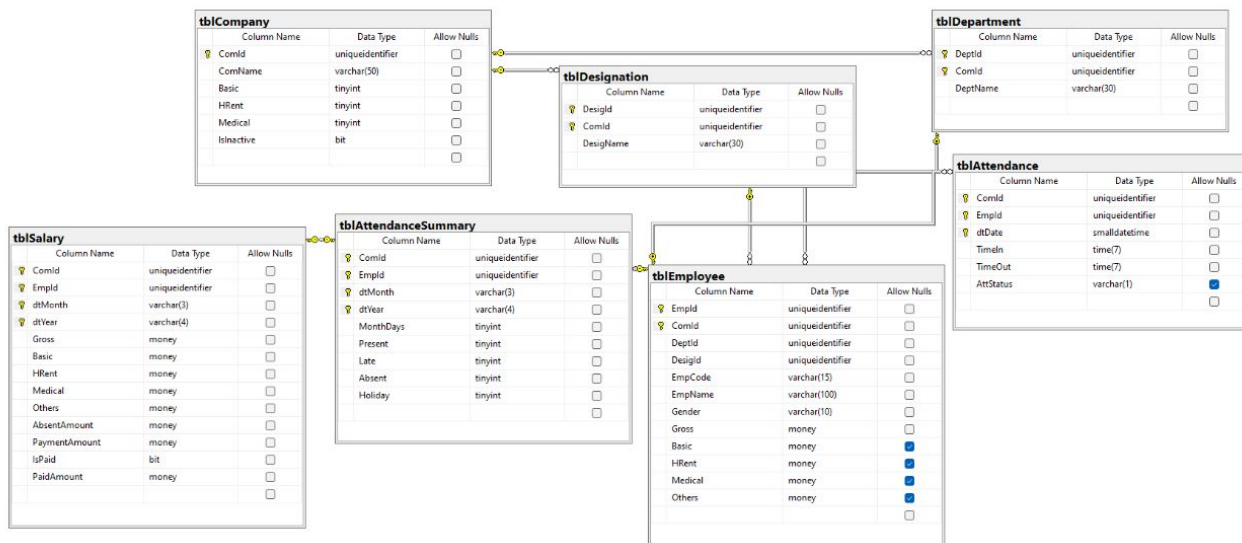 tblCompany
Column Name Data Type Allow Nulls
ComId uniqueidentifier
ComName varchar(50)
Basic tinyint
HRent tinyint
Medical tinyint
IsInactive bit
tblDesignation
Column Name Data Type Allow Nulls
DesigId uniqueidentifier
ComId uniqueidentifier
DesigName varchar(30)
tblDepartment
Column Name Data Type Allow Nulls
DeptId uniqueidentifier
ComId uniqueidentifier
DeptName varchar(30)
tblAttendance
Column Name Data Type Allow Nulls
ComId uniqueidentifier
EmpId uniqueidentifier
dtDate smalldatetime
TimeIn time(7)
TimeOut time(7)
AttStatus varchar(1)
tblSalary
Column Name Data Type Allow Nulls
ComId uniqueidentifier
EmpId uniqueidentifier
dtMonth varchar(3)
dtYear varchar(4)
Gross money
Basic money
HRent money
Medical money
Others money
AbsentAmount money
PaymentAmount money
IsPaid bit
PaidAmount money
tblAttendanceSummary
Column Name Data Type Allow Nulls
ComId uniqueidentifier
EmpId uniqueidentifier
dtMonth varchar(3)
dtYear varchar(4)
MonthDays tinyint
Present tinyint
Late tinyint
Absent tinyint
Holiday tinyint
tblEmployee
Column Name Data Type Allow Nulls
EmpId uniqueidentifier
ComId uniqueidentifier
DeptId uniqueidentifier
DesigId uniqueidentifier
EmpCode varchar(15)
EmpName varchar(100)
Gender varchar(10)
Gross money
Basic money
HRent money
Medical money
Others money